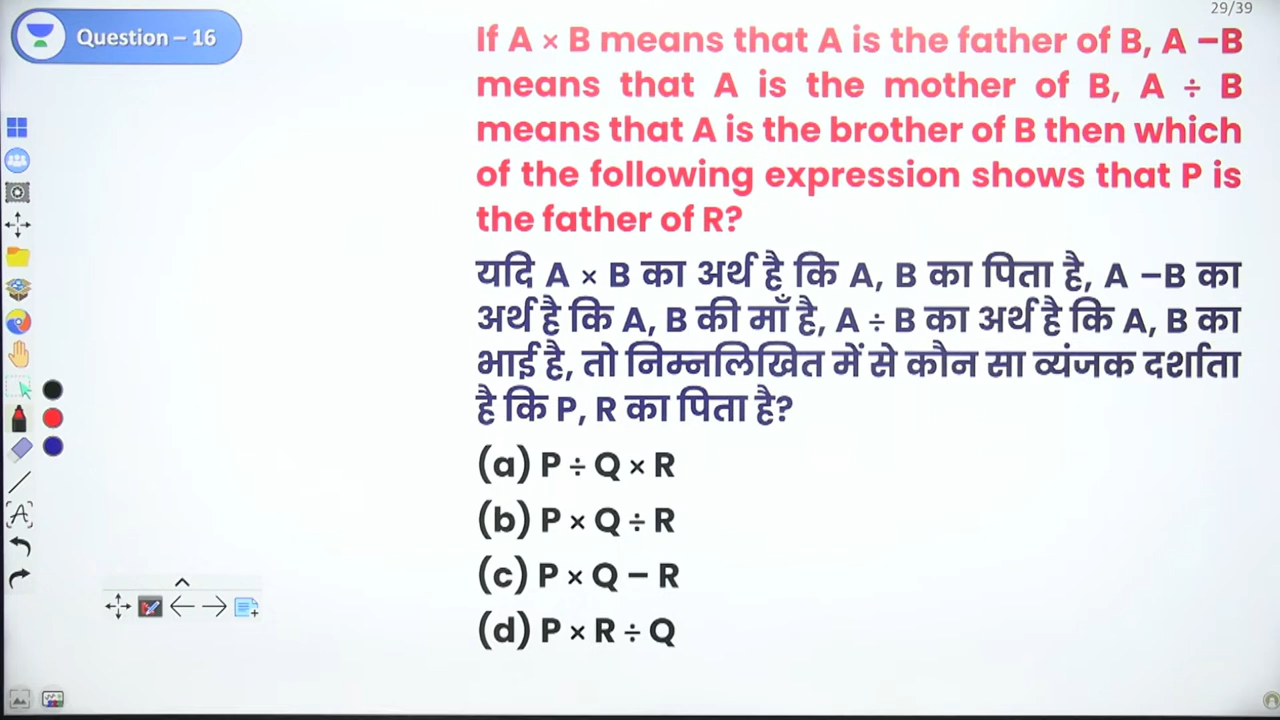 29/39
Question – 16
If A × B means that A is the father of B, A –B
means that A is the mother of B, A ÷ B
means that A is the brother of B then which
of the following expression shows that P is
the father of R?
यदि A × B का अर्थ है कि A, B का पिता है, A –B का
अर्थ है कि A, B की माँ है, A ÷ B का अर्थ है कि A, B का
भाई है, तो निम्नलिखित में से कौन सा व्यंजक दर्शाता
है कि P, R का पिता है?
(a) P ÷ Q × R
(b) P × Q ÷ R
(c) P × Q – R
(d) P × R ÷ Q